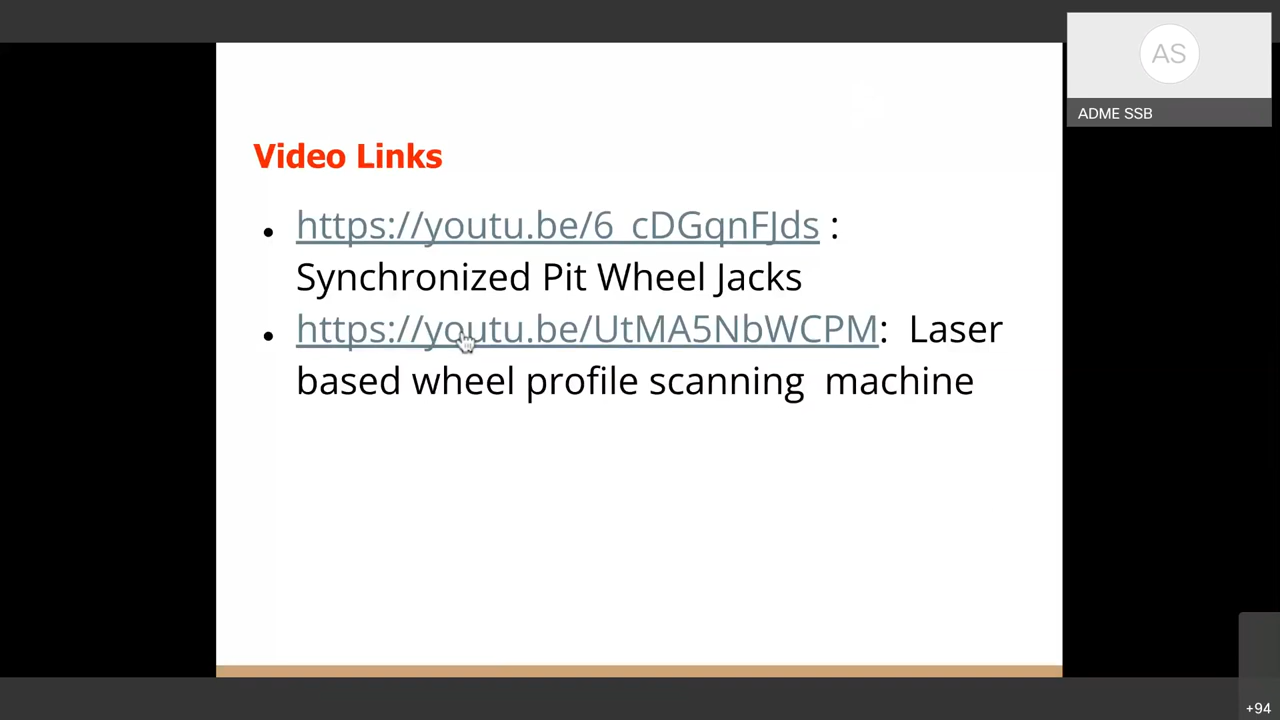 AS
ADME SSB
Video Links
• https://youtu.be/6_cDGqnFJds :
Synchronized Pit Wheel Jacks
• https://youtu.be/UtMA5NbWCPM: Laser
based wheel profile scanning machine
+94